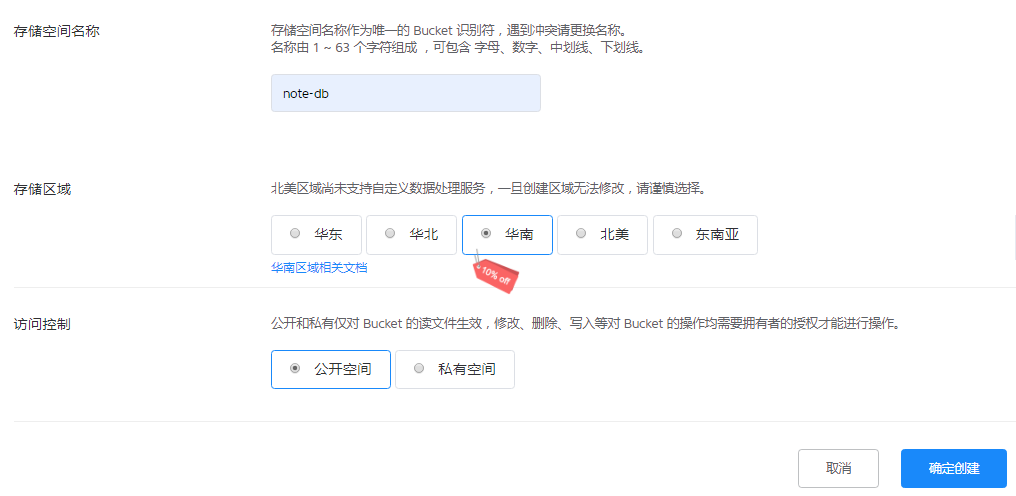 存储空间名称
存储空间名称作为唯一的 Bucket 识别符，遇到冲突请更换名称。
名称由 1 ~ 63 个字符组成 ，可包含 字母、数字、中划线、下划线。
note-db
存储区域
北美区域尚未支持自定义数据处理服务，一旦创建区域无法修改，请谨慎选择。
华东
华北
华南
北美
东南亚
华南区域相关文档
10% off
访问控制
公开和私有仅对 Bucket 的读文件生效，修改、删除、写入等对 Bucket 的操作均需要拥有者的授权才能进行操作。
公开空间
私有空间
取消
确定创建